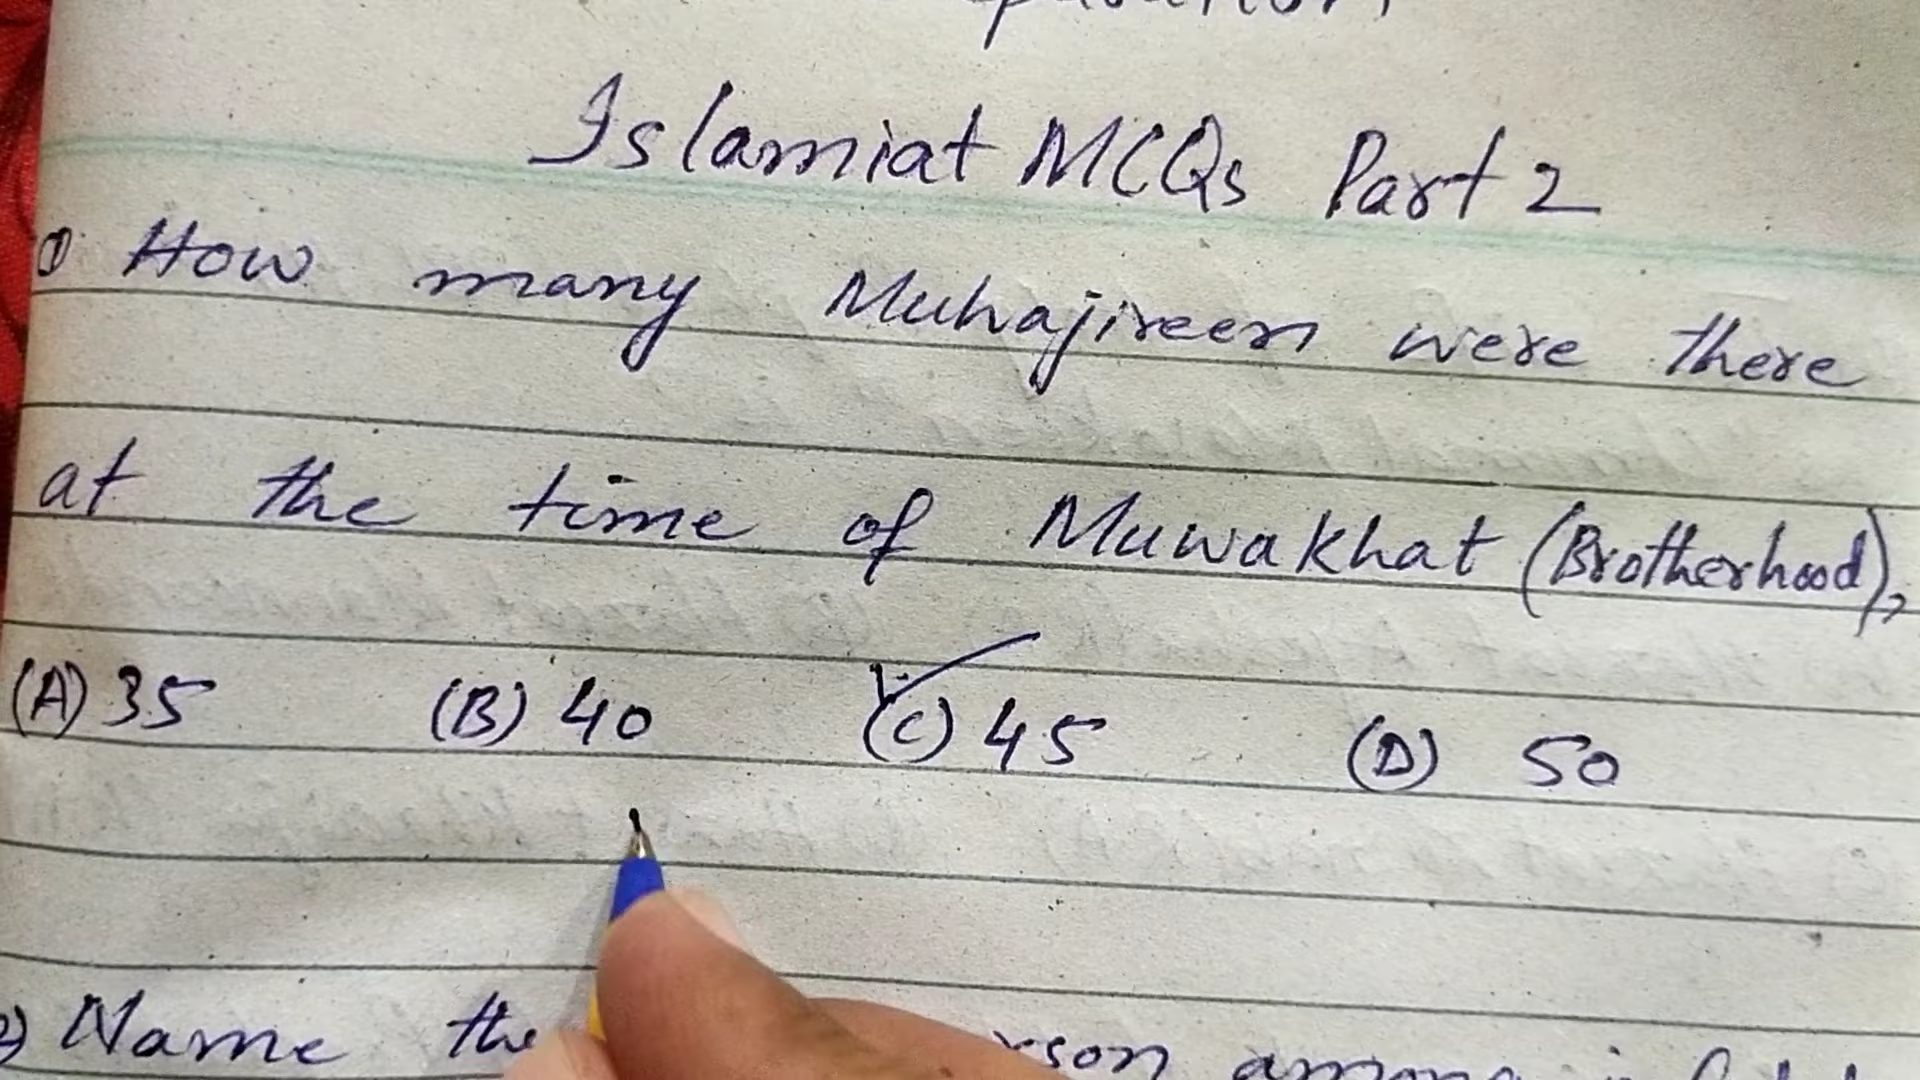 Islamiat MCQs Part 2
① How many Muhajireen were there
at the time of Muwakhat (Brotherhood),
(A) 35 (B) 40 (C) 45 (D) 50
2) Name the among